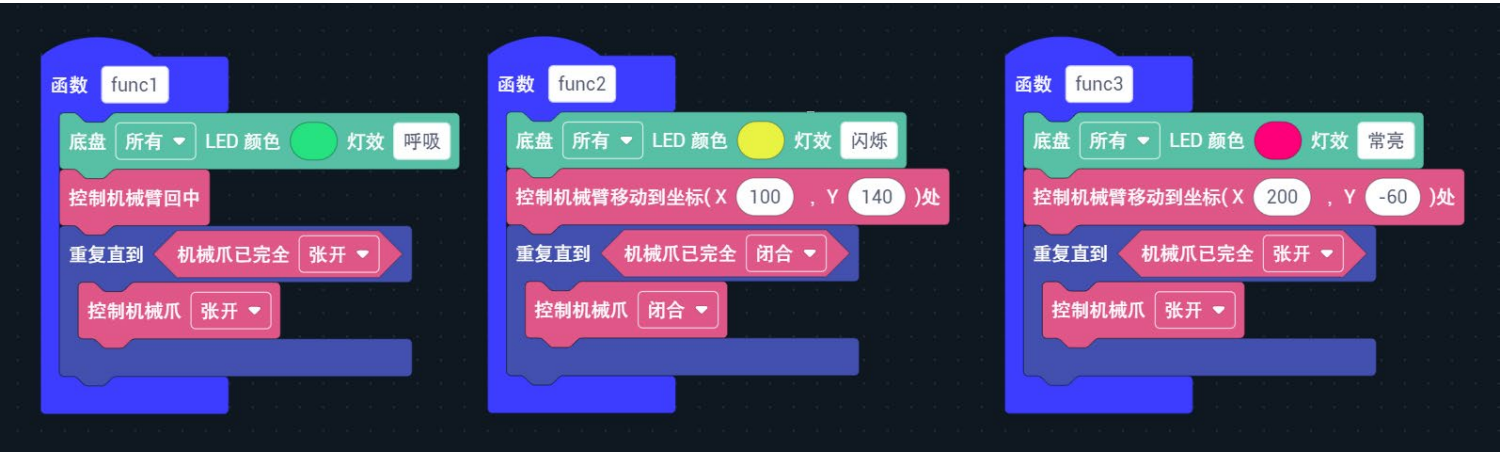 函数 func1
底盘 所有 LED 颜色 灯效 呼吸
控制机械臂回中
重复直到 机械爪已完全 张开
控制机械爪 张开
函数 func2
底盘 所有 LED 颜色 灯效 闪烁
控制机械臂移动到坐标( X 100 , Y 140 )处
重复直到 机械爪已完全 闭合
控制机械爪 闭合
函数 func3
底盘 所有 LED 颜色 灯效 常亮
控制机械臂移动到坐标( X 200 , Y -60 )处
重复直到 机械爪已完全 张开
控制机械爪 张开